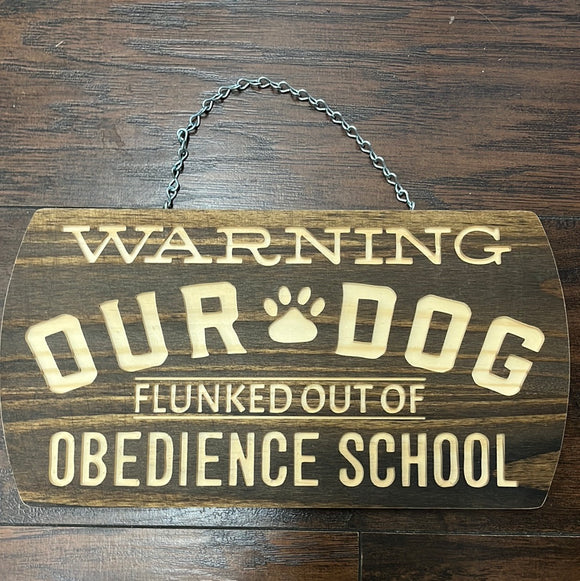 WARNING
OUR DOG
FLUNKED OUT OF
OBEDIENCE SCHOOL